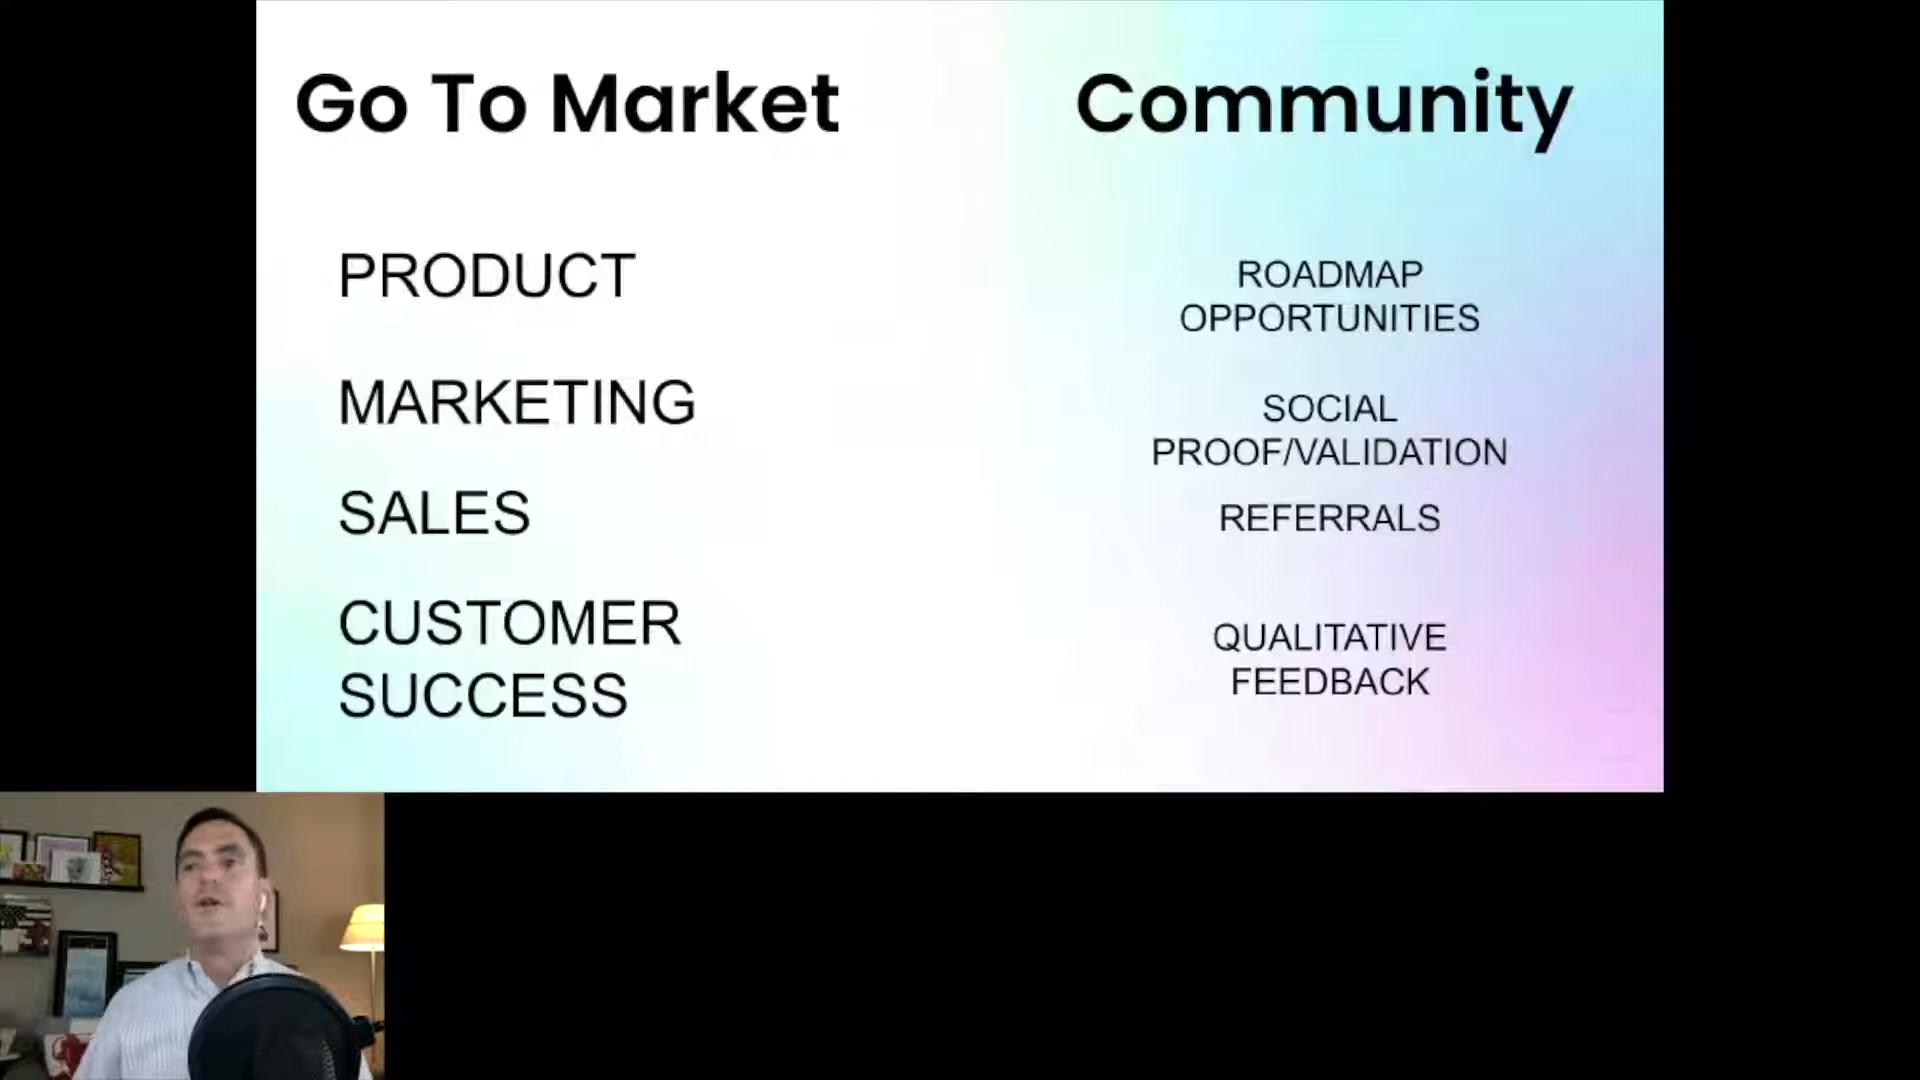 Go To Market
Community
PRODUCT
ROADMAP
OPPORTUNITIES
MARKETING
SOCIAL
PROOF/VALIDATION
SALES
REFERRALS
CUSTOMER
SUCCESS
QUALITATIVE
FEEDBACK